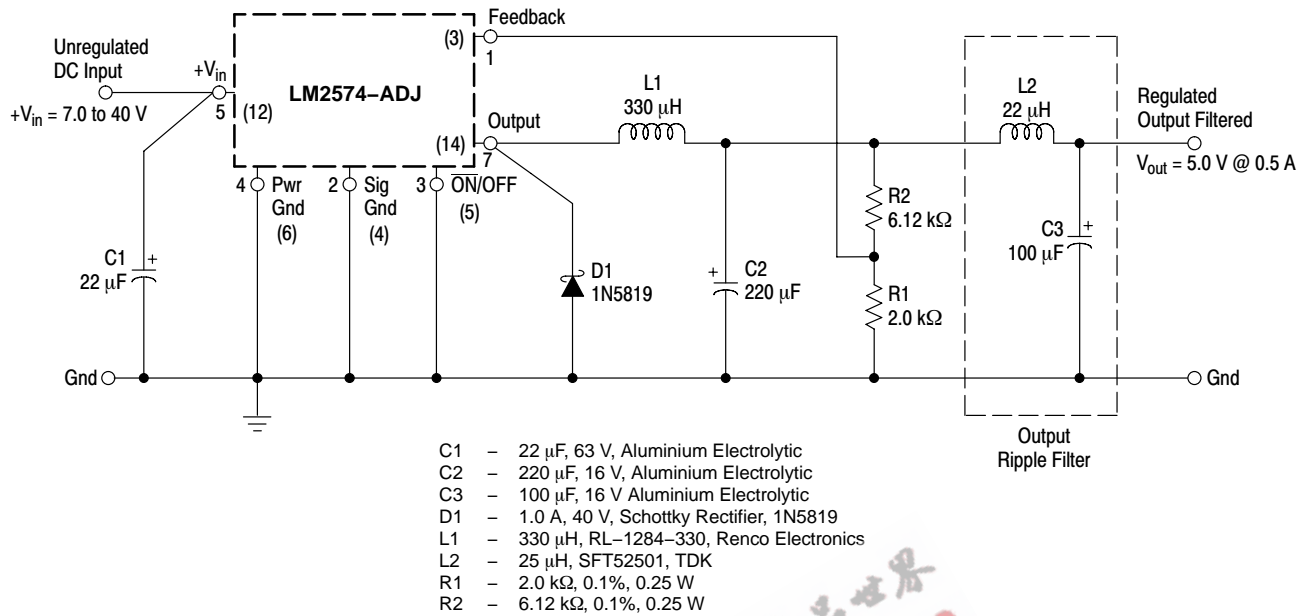 Feedback
(3)
1
Unregulated
DC Input
+Vin
LM2574–ADJ
+Vin = 7.0 to 40 V
5
(12)
Output
(14)
7
L1
330 μH
L2
22 μH
Regulated
Output Filtered
Vout = 5.0 V @ 0.5 A
4 Pwr
Gnd
(6)
2 Sig
Gnd
(4)
3 ON/OFF
(5)
R2
6.12 kΩ
C1
22 μF
+
D1
1N5819
+
C2
220 μF
R1
2.0 kΩ
C3
100 μF
+
Gnd
Gnd
Output
Ripple Filter
C1 – 22 μF, 63 V, Aluminium Electrolytic
C2 – 220 μF, 16 V, Aluminium Electrolytic
C3 – 100 μF, 16 V Aluminium Electrolytic
D1 – 1.0 A, 40 V, Schottky Rectifier, 1N5819
L1 – 330 μH, RL–1284–330, Renco Electronics
L2 – 25 μH, SFT52501, TDK
R1 – 2.0 kΩ, 0.1%, 0.25 W
R2 – 6.12 kΩ, 0.1%, 0.25 W